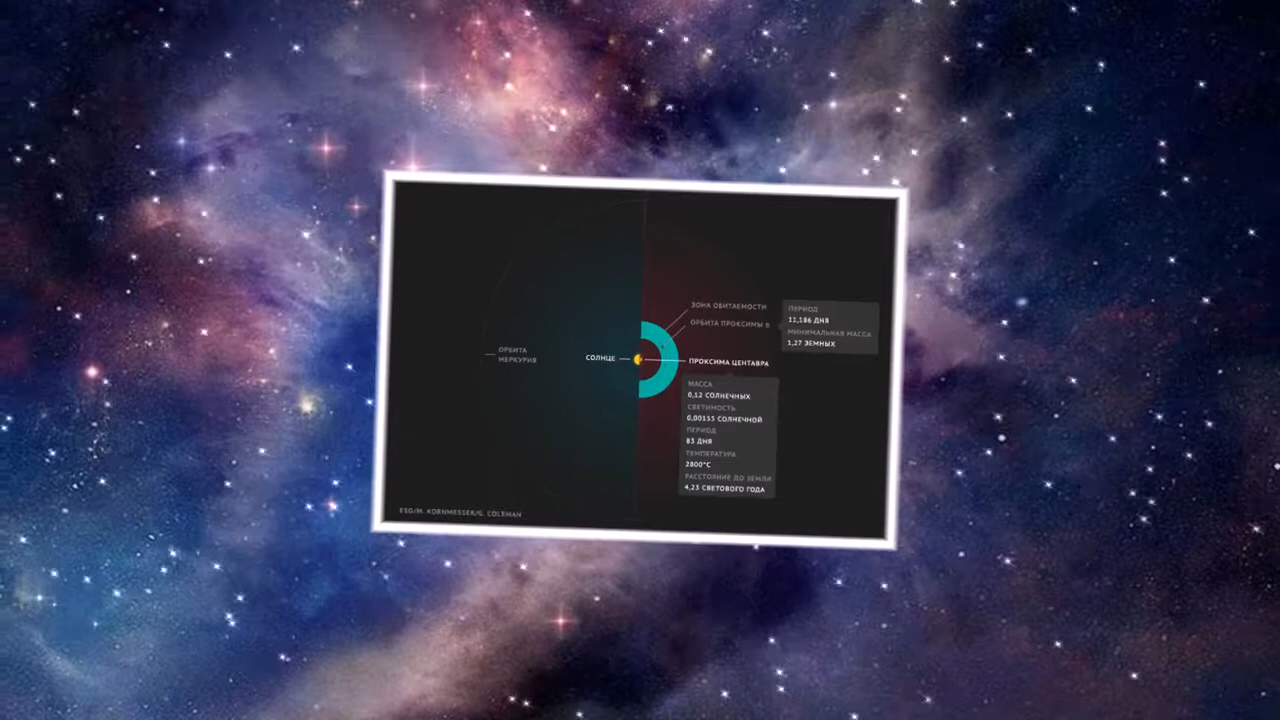 ЗОНА ОБИТАЕМОСТИ
ОРБИТА ПРОКСИМЫ B
ПЕРИОД
11,186 ДНЯ
МИНИМАЛЬНАЯ МАССА
1,27 ЗЕМНЫХ
ОРБИТА
МЕРКУРИЯ
СОЛНЦЕ
ПРОКСИМА ЦЕНТАВРА
МАССА
0,12 СОЛНЕЧНЫХ
СВЕТИМОСТЬ
0,00155 СОЛНЕЧНОЙ
ПЕРИОД
83 ДНЯ
ТЕМПЕРАТУРА
2800°C
РАССТОЯНИЕ ДО ЗЕМЛИ
4,23 СВЕТОВОГО ГОДА
ESO/M. KORNMESSER/G. COLEMAN